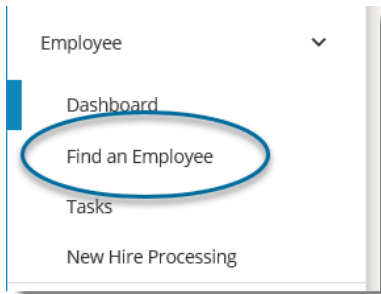 Employee
Dashboard
Find an Employee
Tasks
New Hire Processing